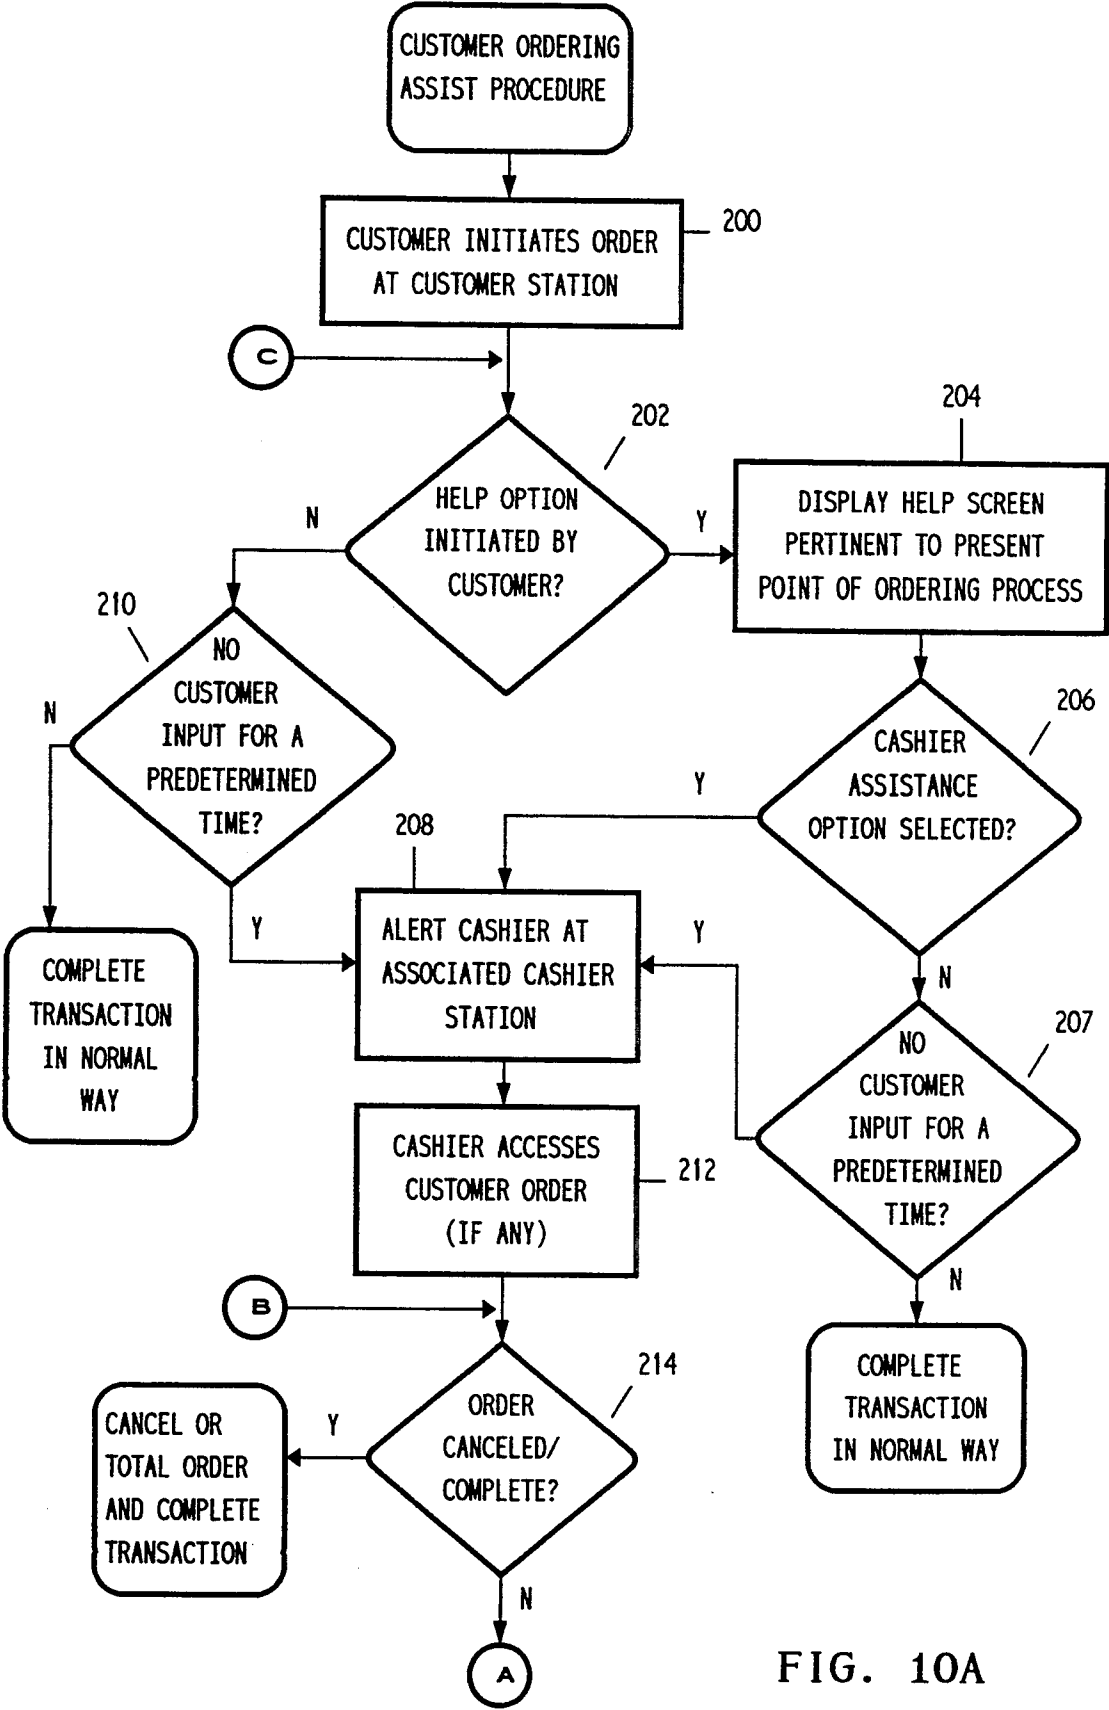 CUSTOMER ORDERING
ASSIST PROCEDURE
200
CUSTOMER INITIATES ORDER
AT CUSTOMER STATION
C
202
204
HELP OPTION
INITIATED BY
CUSTOMER?
N
Y
DISPLAY HELP SCREEN
PERTINENT TO PRESENT
POINT OF ORDERING PROCESS
210
NO
CUSTOMER
INPUT FOR A
PREDETERMINED
TIME?
N
Y
206
CASHIER
ASSISTANCE
OPTION SELECTED?
Y
N
208
ALERT CASHIER AT
ASSOCIATED CASHIER
STATION
Y
COMPLETE
TRANSACTION
IN NORMAL
WAY
207
NO
CUSTOMER
INPUT FOR A
PREDETERMINED
TIME?
N
CASHIER ACCESSES
CUSTOMER ORDER
(IF ANY)
212
B
COMPLETE
TRANSACTION
IN NORMAL WAY
214
ORDER
CANCELED/
COMPLETE?
Y
CANCEL OR
TOTAL ORDER
AND COMPLETE
TRANSACTION
N
A
FIG. 10A